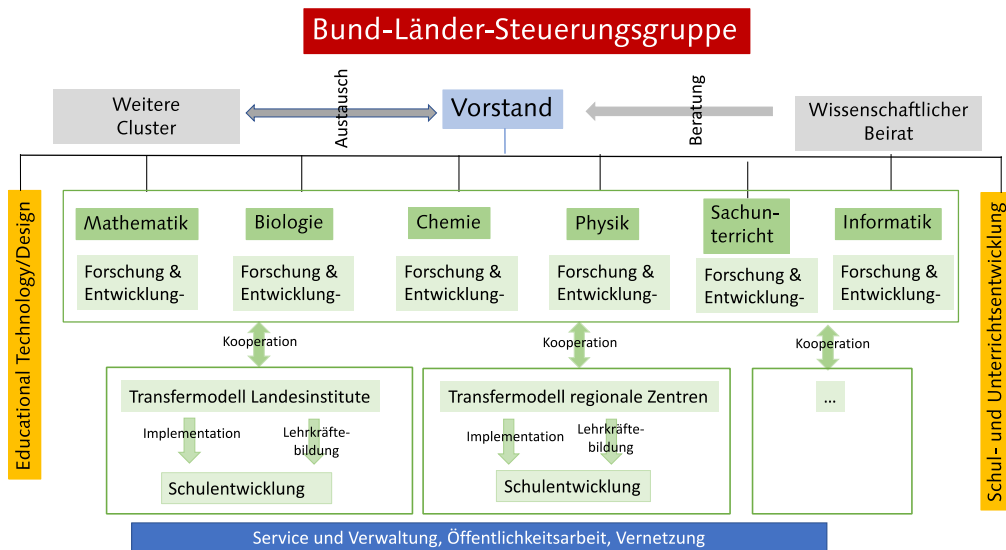 Bund-Länder-Steuerungsgruppe
Weitere
Cluster
Austausch
Vorstand
Beratung
Wissenschaftlicher
Beirat
Educational Technology/Design
Mathematik
Biologie
Chemie
Physik
Sachun-
terricht
Informatik
Forschung &
Entwicklung-
Forschung &
Entwicklung-
Forschung &
Entwicklung-
Forschung &
Entwicklung-
Forschung &
Entwicklung-
Forschung &
Entwicklung-
Schul- und Unterrichtsentwicklung
Kooperation
Kooperation
Kooperation
Transfermodell Landesinstitute
Implementation
Lehrkräfte-
bildung
Schulentwicklung
Transfermodell regionale Zentren
Implementation
Lehrkräfte-
bildung
Schulentwicklung
...
Service und Verwaltung, Öffentlichkeitsarbeit, Vernetzung